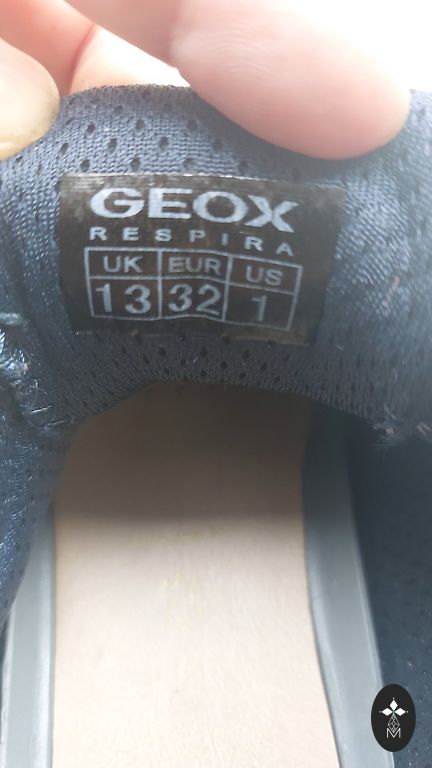 GEOX
RESPIRA
UK EUR US
13 32 1
M